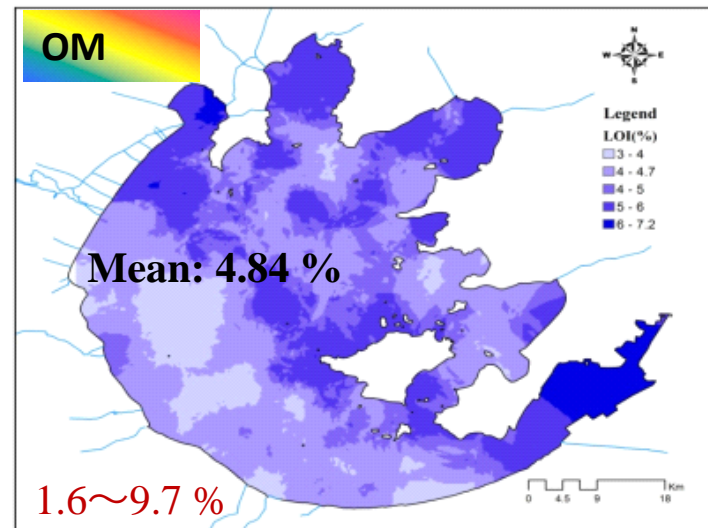 OM
N
W E
S
Legend
LOI(%)
3 - 4
4 - 4.7
4 - 5
5 - 6
6 - 7.2
Mean: 4.84 %
1.6～9.7 %
Km
0 4.5 9 18